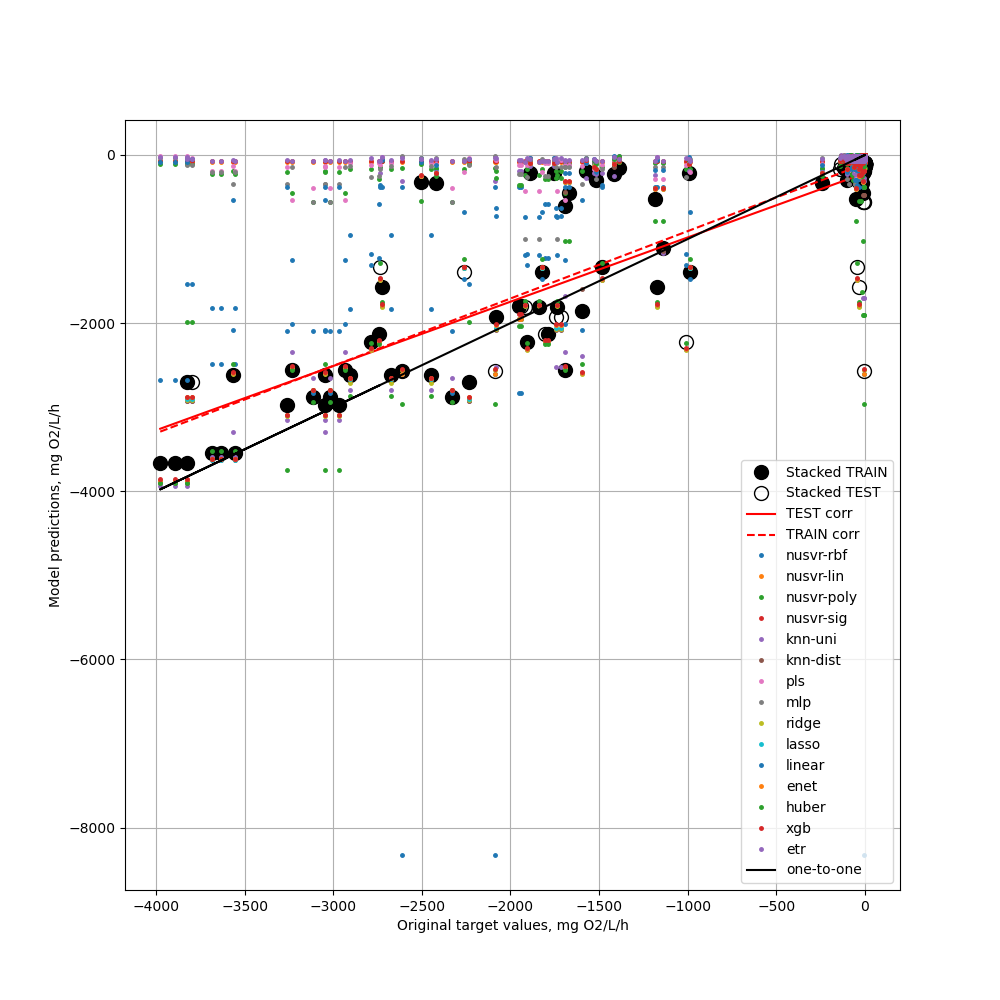 0
−2000
−4000
−6000
−8000
Model predictions, mg O2/L/h
−4000
−3500
−3000
−2500
−2000
−1500
−1000
−500
0
Original target values, mg O2/L/h
Stacked TRAIN
Stacked TEST
TEST corr
TRAIN corr
nusvr-rbf
nusvr-lin
nusvr-poly
nusvr-sig
knn-uni
knn-dist
pls
mlp
ridge
lasso
linear
enet
huber
xgb
etr
one-to-one